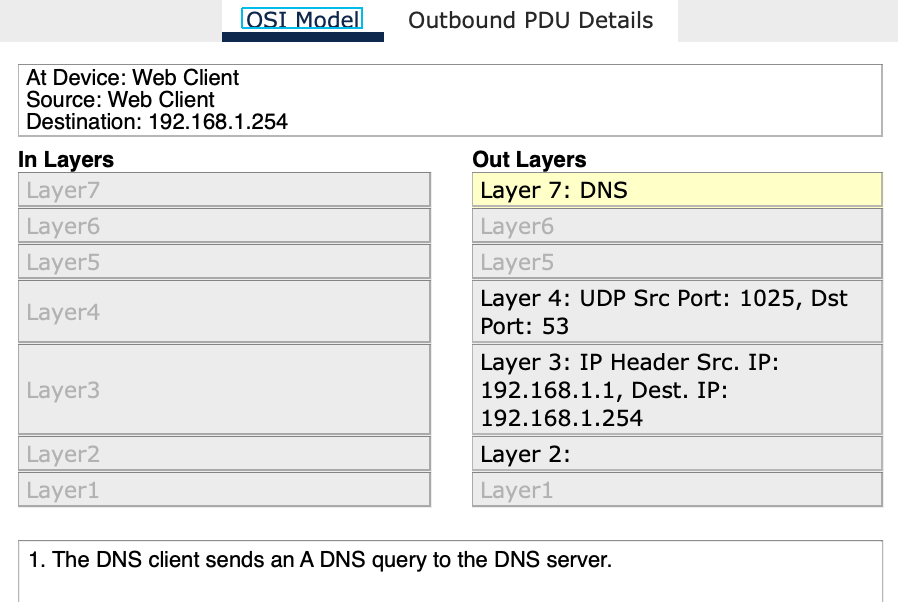 OSI Model
Outbound PDU Details
At Device: Web Client
Source: Web Client
Destination: 192.168.1.254
In Layers
Layer7
Layer6
Layer5
Layer4
Layer3
Layer2
Layer1
Out Layers
Layer 7: DNS
Layer6
Layer5
Layer 4: UDP Src Port: 1025, Dst
Port: 53
Layer 3: IP Header Src. IP:
192.168.1.1, Dest. IP:
192.168.1.254
Layer 2:
Layer1
1. The DNS client sends an A DNS query to the DNS server.